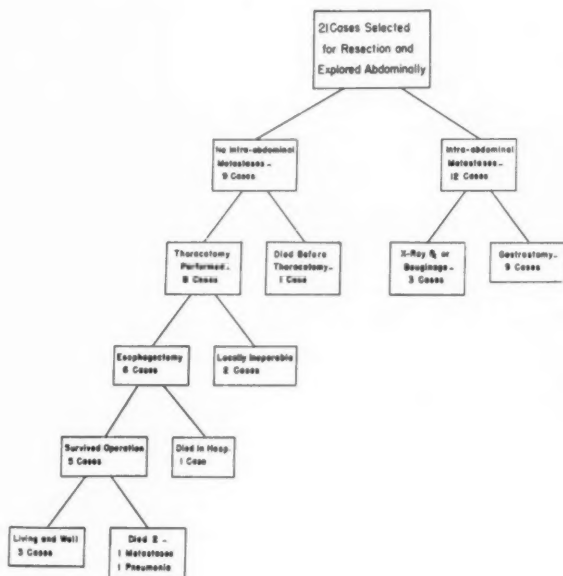 21 Cases Selected
for Resection and
Explored Abdominally
No Intra-abdominal
Metastases -
9 Cases
Intra-abdominal
Metastases -
12 Cases
Thoracotomy
Performed -
8 Cases
Died Before
Thoracotomy -
1 Case
X-Ray ℞ or
Bouginage -
3 Cases
Gastrostomy -
9 Cases
Esophagectomy
6 Cases
Locally Inoperable
2 Cases
Survived Operation
5 Cases
Died in Hosp.
1 Case
Living and Well
3 Cases
Died 2 -
1 Metastases
1 Pneumonia